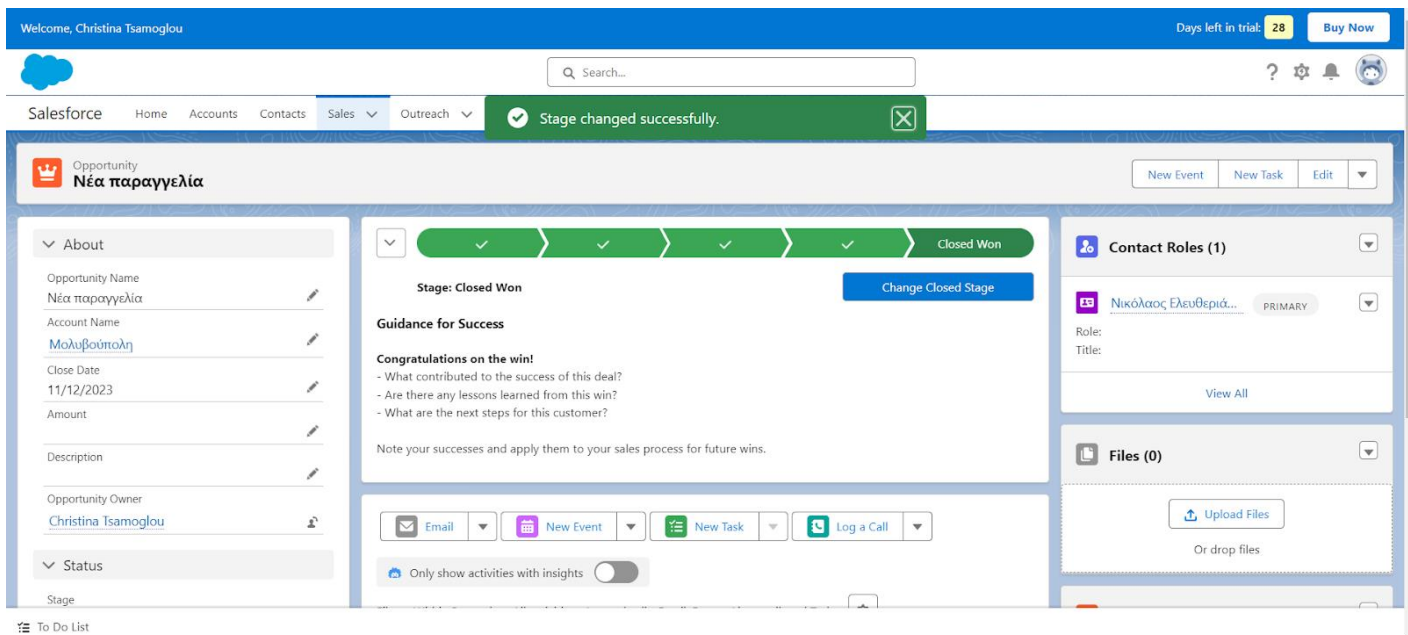 Welcome, Christina Tsamoglou
Days left in trial: 28
Buy Now
Search...
Salesforce
Home
Accounts
Contacts
Sales
Outreach
Stage changed successfully.
Opportunity
Νέα παραγγελία
New Event
New Task
Edit
About
Opportunity Name
Νέα παραγγελία
Account Name
Μολυβούπολη
Close Date
11/12/2023
Amount
Description
Opportunity Owner
Christina Tsamoglou
Status
Stage
Closed Won
Stage: Closed Won
Change Closed Stage
Guidance for Success
Congratulations on the win!
- What contributed to the success of this deal?
- Are there any lessons learned from this win?
- What are the next steps for this customer?
Note your successes and apply them to your sales process for future wins.
Email
New Event
New Task
Log a Call
Only show activities with insights
Contact Roles (1)
Νικόλαος Ελευθεριά...
PRIMARY
Role:
Title:
View All
Files (0)
Upload Files
Or drop files
To Do List